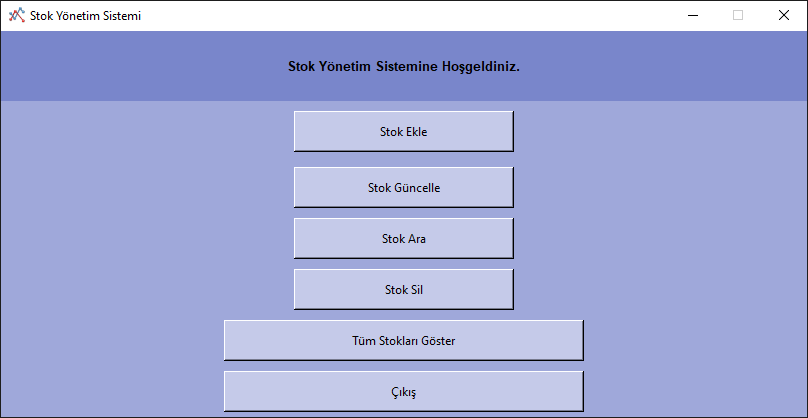 Stok Yönetim Sistemi
Stok Yönetim Sistemine Hoşgeldiniz.
Stok Ekle
Stok Güncelle
Stok Ara
Stok Sil
Tüm Stokları Göster
Çıkış